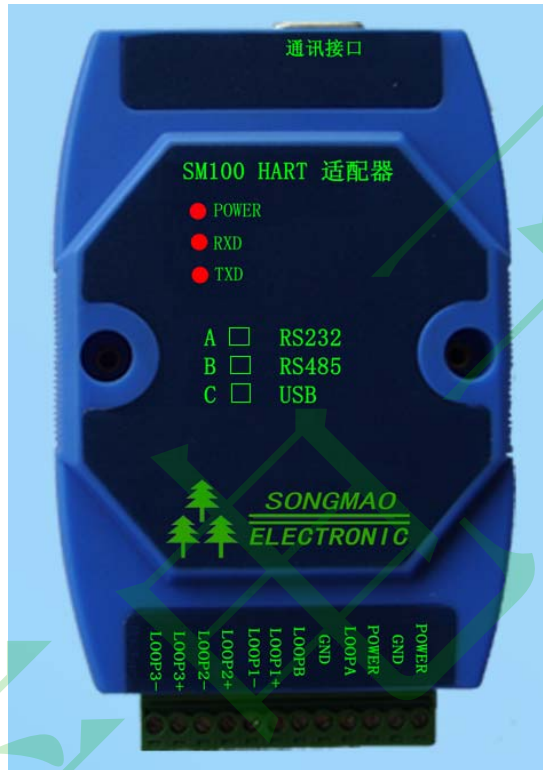 通讯接口
SM100 HART 适配器
POWER
RXD
TXD
A □ RS232
B □ RS485
C □ USB
SONGMAO
ELECTRONIC
LOOP3-
LOOP3+
LOOP2-
LOOP2+
LOOP1-
LOOP1+
LOOPB
GND
LOOPA
POWER
GND
POWER